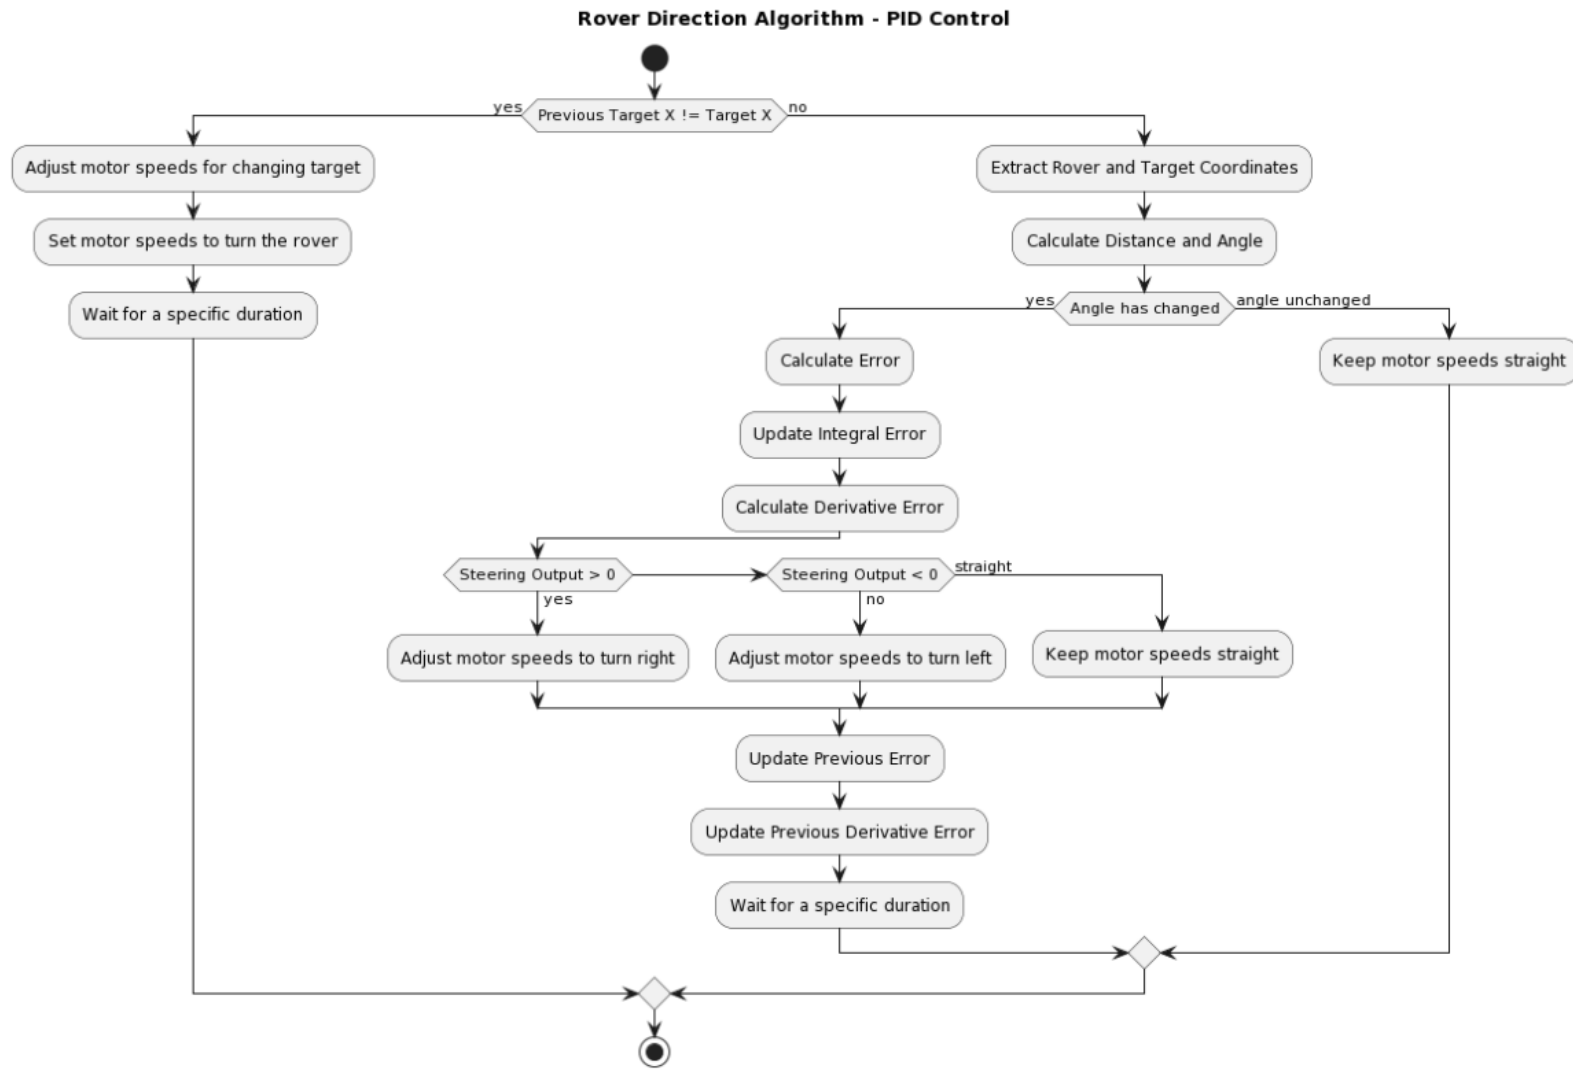 Rover Direction Algorithm - PID Control
yes
Previous Target X != Target X
no
Adjust motor speeds for changing target
Extract Rover and Target Coordinates
Set motor speeds to turn the rover
Calculate Distance and Angle
Wait for a specific duration
yes
Angle has changed
angle unchanged
Calculate Error
Keep motor speeds straight
Update Integral Error
Calculate Derivative Error
Steering Output > 0
Steering Output < 0
straight
yes
no
Adjust motor speeds to turn right
Adjust motor speeds to turn left
Keep motor speeds straight
Update Previous Error
Update Previous Derivative Error
Wait for a specific duration